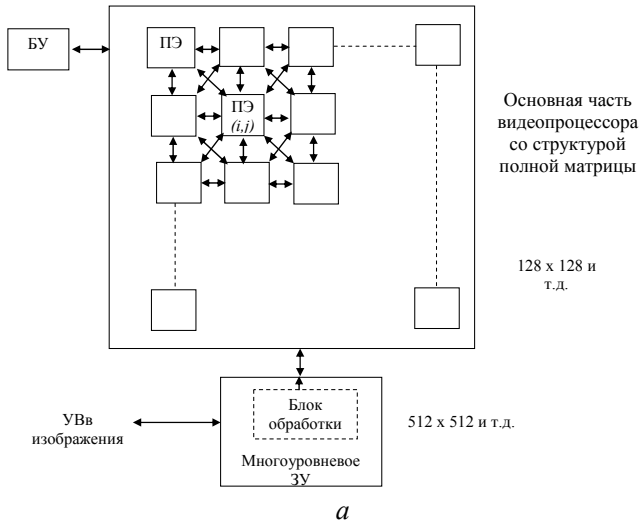 БУ
ПЭ
ПЭ
(i,j)
Основная часть
видеопроцессора
со структурой
полной матрицы
128 x 128 и
т.д.
Блок
обработки
УВв
изображения
512 x 512 и т.д.
Многоуровневое
ЗУ
а